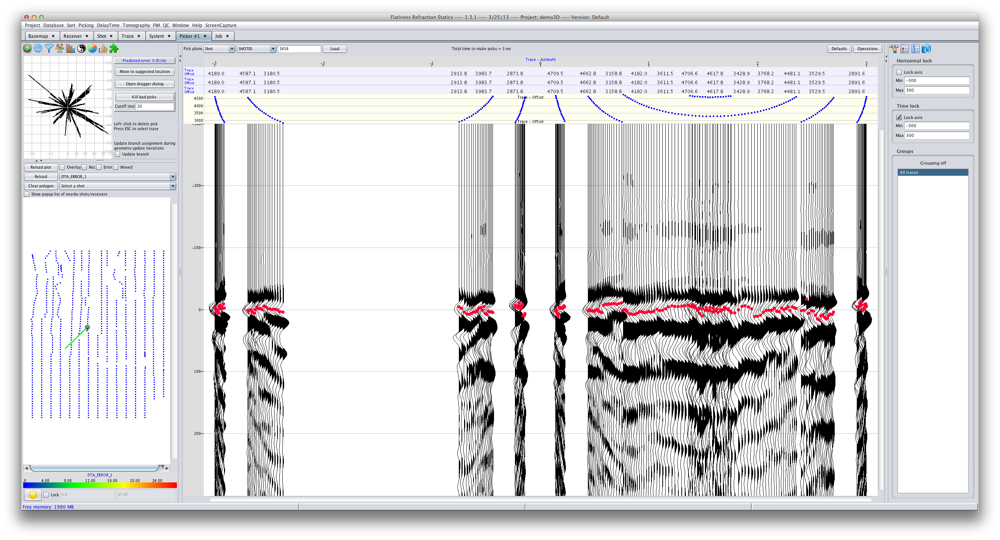 Flatirons Refraction Statics --- 1.3.1 --- 3/25/13 --- Project: demo3D --- Version: Default
Project Database Sort Picking DelayTime Tomography FWI QC Window Help ScreenCapture
Basemap × Receiver × Shot × Trace × System × Picker #1 × Job ×
Predicted error: 0 (ft/m)
Move to suggested location
Open dragger dialog
Kill bad picks
Cutoff (ms) 20
Left-click to delete pick
Press ESC to select trace
Update branch assignment during
geometry update iterations
Update branch
-80 -40 0 20 40 60 80
Reload plot Overlay Rec Error Moved
Reload DTA_ERROR_1
Clear polygon Select a shot
Show popup list of nearby shots/receivers
DTA_ERROR_1
.0 4.00 8.00 12.00 16.00 20.00 24.00
Lock 0.0 27.47
Free memory: 1980 MB
Pick plane Shot SHOTID 1658 Load Total time to make picks = 3 ms Defaults Operations
Trace - Azimuth
-3 -2 -1 0 1 2 3
Trace
Offset 4189.0 4587.1 3180.5 2913.8 3983.7 2871.8 4709.5 4662.8 3158.8 4182.0 3611.5 4706.6 4617.8 3428.9 3768.2 4481.1 3529.5 2891.6
Trace
Offset 4189.0 4587.1 3180.5 2913.8 3983.7 2871.8 4709.5 4662.8 3158.8 4182.0 3611.5 4706.6 4617.8 3428.9 3768.2 4481.1 3529.5 2891.6
Trace
Offset 4189.0 4587.1 3180.5 2913.8 3983.7 2871.8 4709.5 4662.8 3158.8 4182.0 3611.5 4706.6 4617.8 3428.9 3768.2 4481.1 3529.5 2891.6
Trace - Offset
4500
4000
3500
3000
Trace - Offset
-300
-200
-100
0
100
200
Horizontal lock
Lock axis
Min -300
Max 300
Time lock
Lock axis
Min -300
Max 300
Groups
Grouping off
All traces